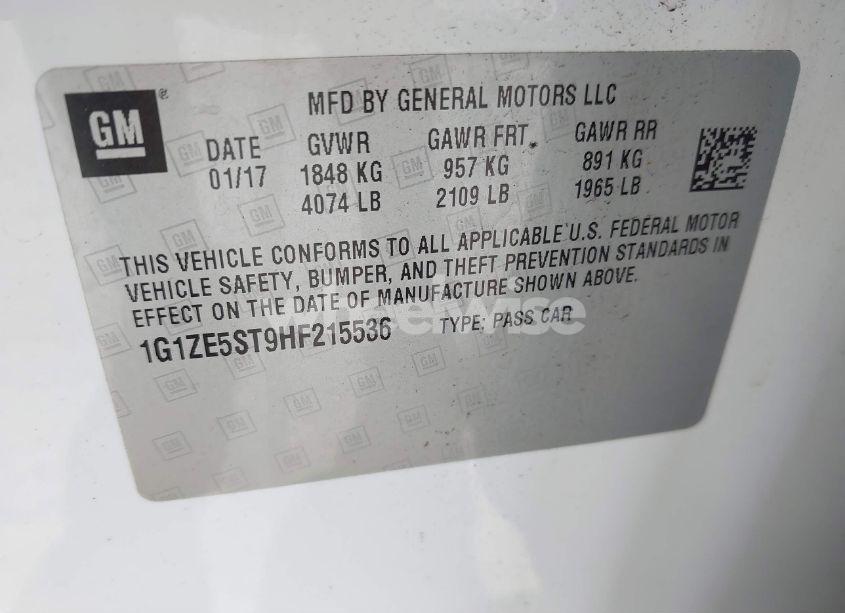 GM
MFD BY GENERAL MOTORS LLC
DATE GVWR GAWR FRT. GAWR RR
01/17 1848 KG 957 KG 891 KG
4074 LB 2109 LB 1965 LB
THIS VEHICLE CONFORMS TO ALL APPLICABLE U.S. FEDERAL MOTOR
VEHICLE SAFETY, BUMPER, AND THEFT PREVENTION STANDARDS IN
EFFECT ON THE DATE OF MANUFACTURE SHOWN ABOVE.
1G1ZE5ST9HF215536 TYPE: PASS CAR
wheelwise